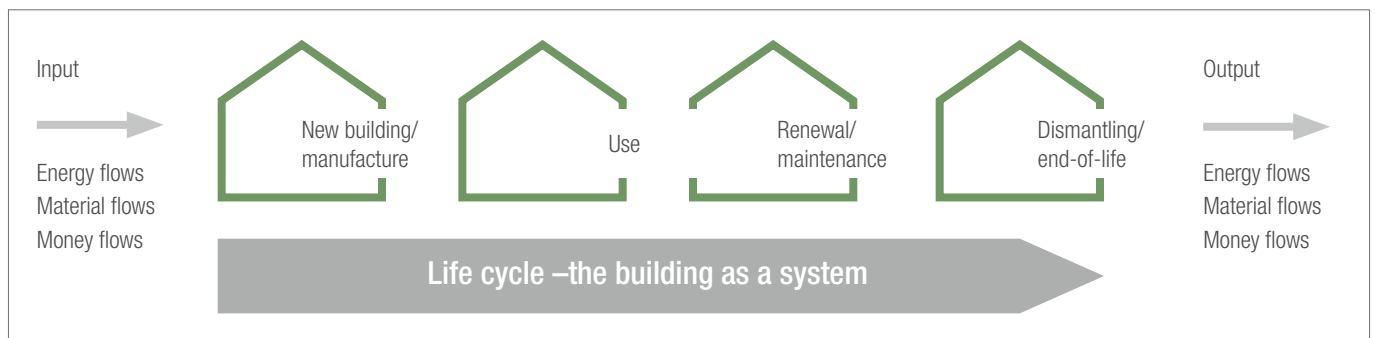 Input
Energy flows
Material flows
Money flows
New building/
manufacture
Use
Renewal/
maintenance
Dismantling/
end-of-life
Output
Energy flows
Material flows
Money flows
Life cycle –the building as a system